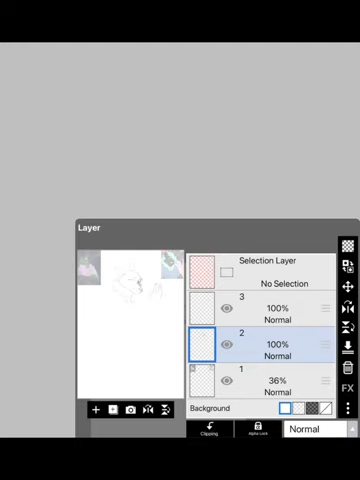 Layer
Selection Layer
No Selection
3
100%
Normal
2
100%
Normal
1
36%
Normal
Background
FX
Clipping
Alpha Lock
Normal